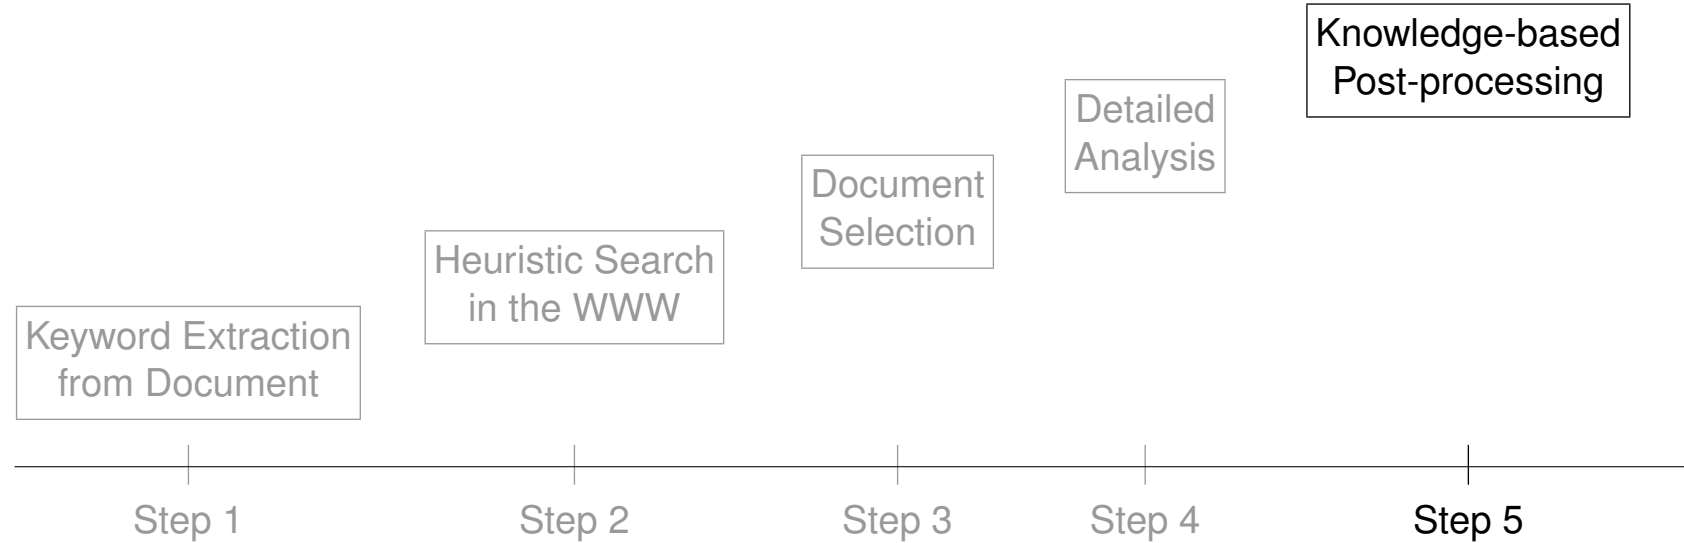 Knowledge-based
Post-processing
Detailed
Analysis
Document
Selection
Heuristic Search
in the WWW
Keyword Extraction
from Document
Step 1
Step 2
Step 3
Step 4
Step 5